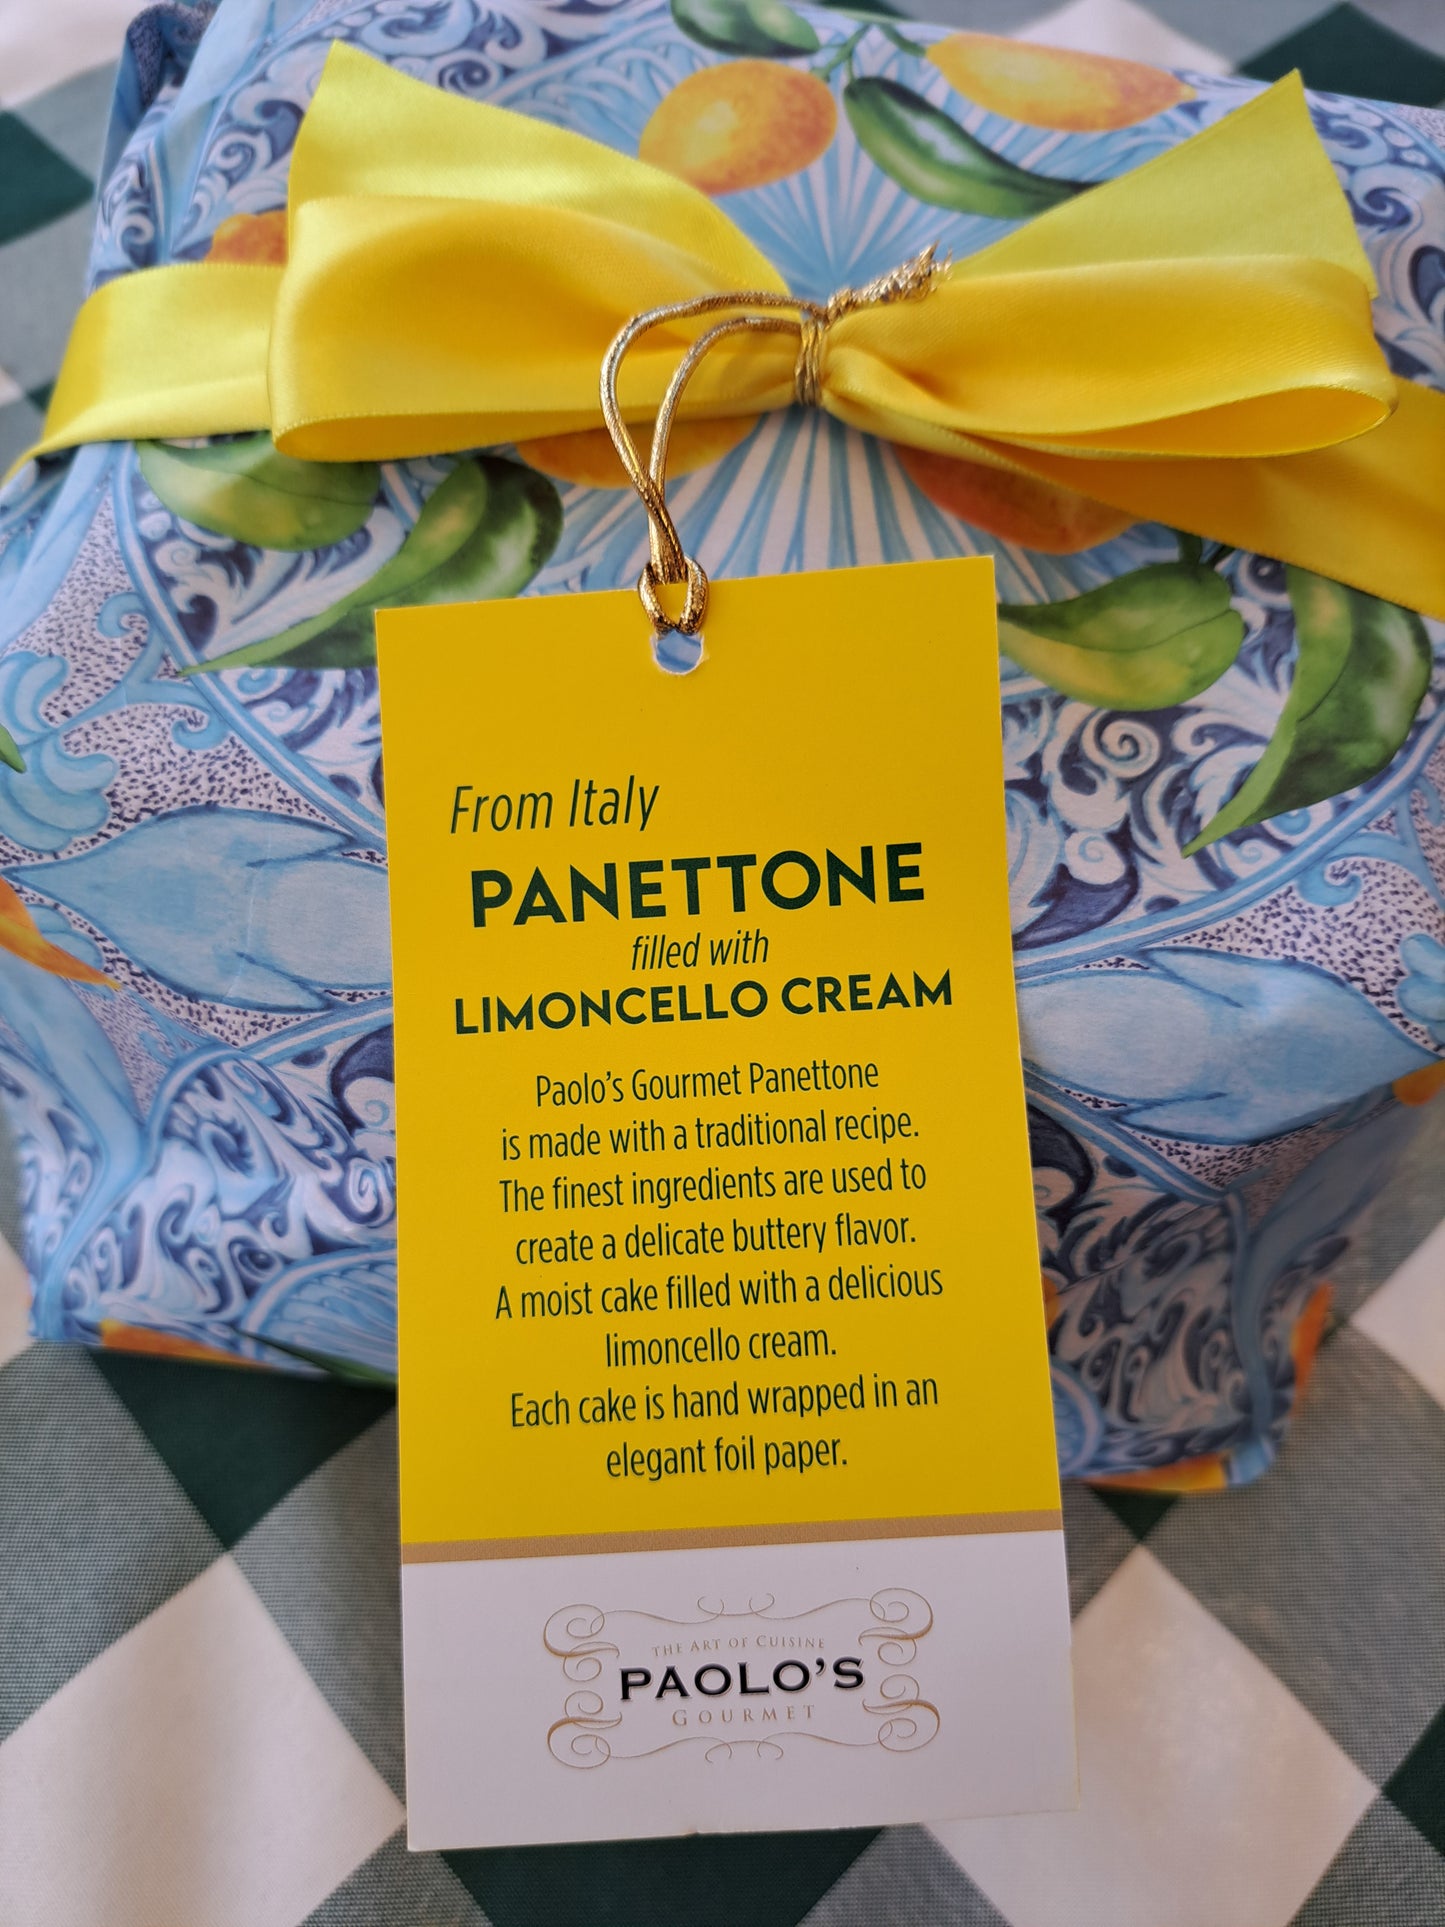 From Italy
PANETTONE
filled with
LIMONCELLO CREAM
Paolo's Gourmet Panettone
is made with a traditional recipe.
The finest ingredients are used to
create a delicate buttery flavor.
A moist cake filled with a delicious
limoncello cream.
Each cake is hand wrapped in an
elegant foil paper.
THE ART OF CUISINE
PAOLO'S
GOURMET